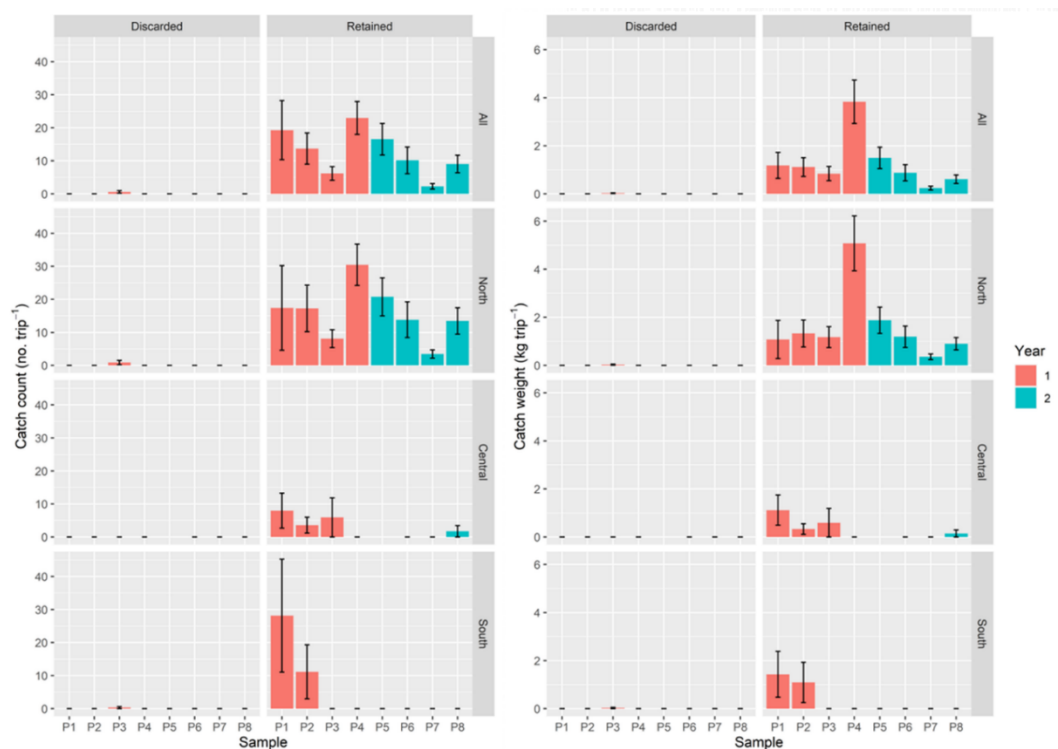 Discarded Retained
All
40
30
20
10
0
North
40
30
20
10
0
Central
40
30
20
10
0
South
40
30
20
10
0
Catch count (no. trip⁻¹)
P1 P2 P3 P4 P5 P6 P7 P8 P1 P2 P3 P4 P5 P6 P7 P8
Sample
Discarded Retained
All
6
4
2
0
North
6
4
2
0
Central
6
4
2
0
South
6
4
2
0
Catch weight (kg trip⁻¹)
P1 P2 P3 P4 P5 P6 P7 P8 P1 P2 P3 P4 P5 P6 P7 P8
Sample
Year
1
2